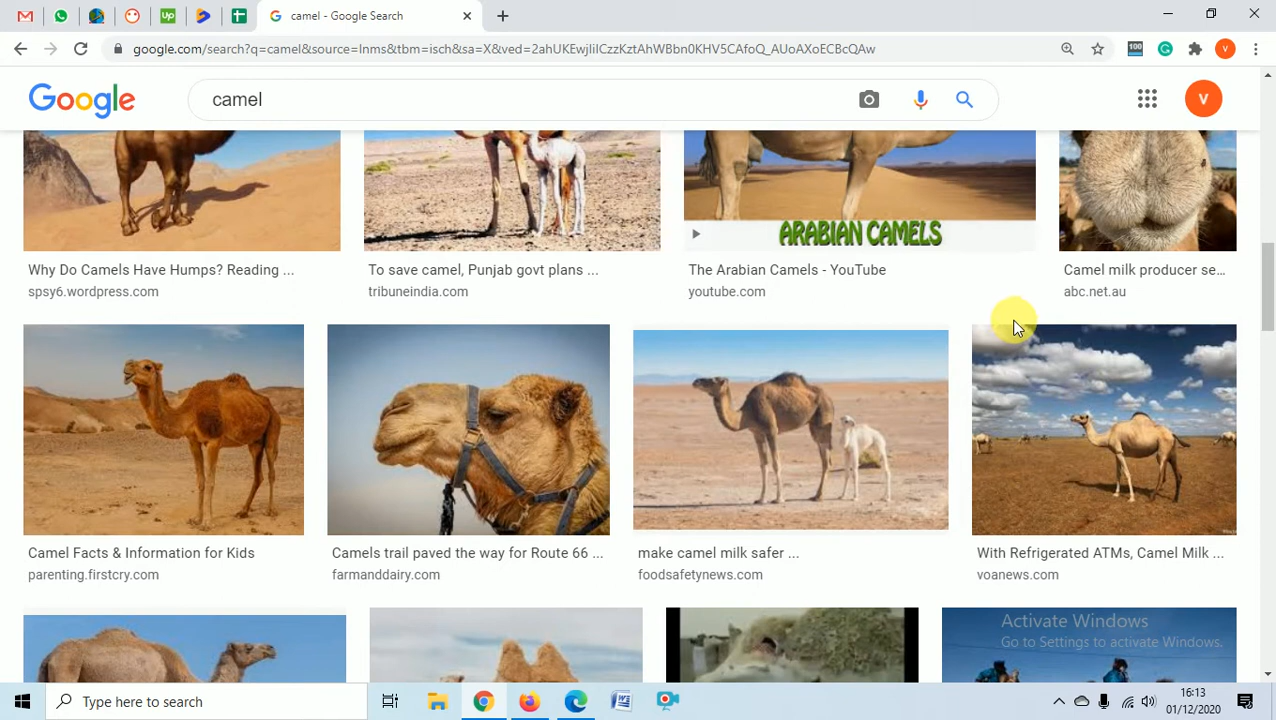 Up
camel - Google Search
google.com/search?q=camel&source=lnms&tbm=isch&sa=X&ved=2ahUKEwjIiICzzKztAhWBbn0KHV5CAfoQ_AUoAXoECBcQAw
100
V
Google
camel
V
ARABIAN CAMELS
Why Do Camels Have Humps? Reading ...
To save camel, Punjab govt plans ...
The Arabian Camels - YouTube
Camel milk producer se...
spsy6.wordpress.com
tribuneindia.com
youtube.com
abc.net.au
Camel Facts & Information for Kids
Camels trail paved the way for Route 66 ...
make camel milk safer ...
With Refrigerated ATMs, Camel Milk ...
parenting.firstcry.com
farmanddairy.com
foodsafetynews.com
voanews.com
Activate Windows
Go to Settings to activate Windows.
Type here to search
16:13
01/12/2020